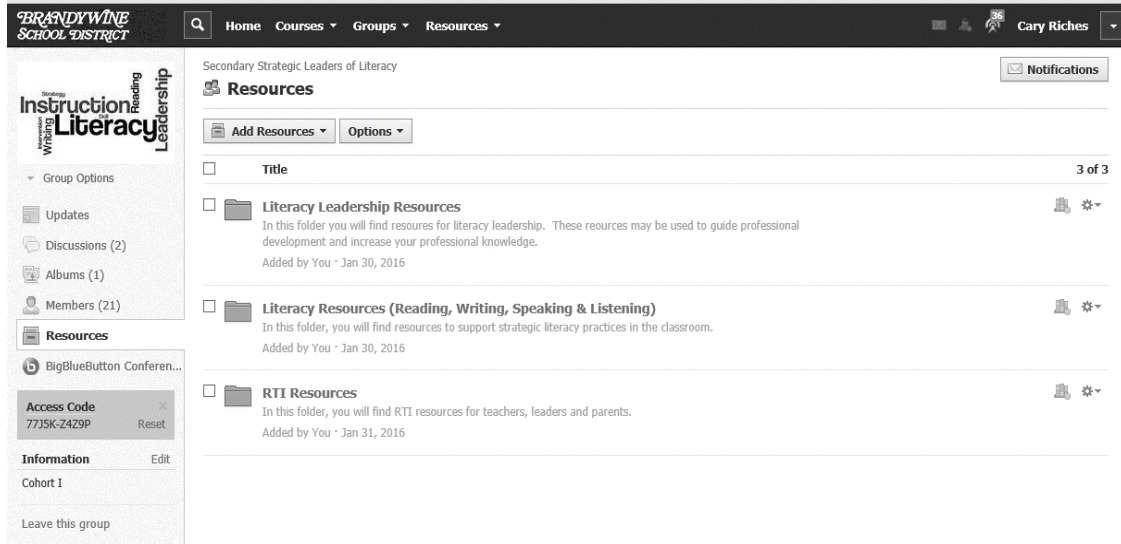 BRANDYWINE
SCHOOL DISTRICT
Home Courses Groups Resources
36
Cary Riches
Strategy
Instruction
Reading
Leadership
Skill
Literacy
Intervention
Writing
Group Options
Updates
Discussions (2)
Albums (1)
Members (21)
Resources
BigBlueButton Conferen...
Access Code
77J5K-Z4Z9P Reset
Information Edit
Cohort I
Leave this group
Secondary Strategic Leaders of Literacy
Resources
Notifications
Add Resources Options
Title 3 of 3
Literacy Leadership Resources
In this folder you will find resoures for literacy leadership. These reources may be used to guide professional
development and increase your professional knowledge.
Added by You · Jan 30, 2016
Literacy Resources (Reading, Writing, Speaking & Listening)
In this folder, you will find resources to support strategic literacy practices in the classroom.
Added by You · Jan 30, 2016
RTI Resources
In this folder, you will find RTI resources for teachers, leaders and parents.
Added by You · Jan 31, 2016